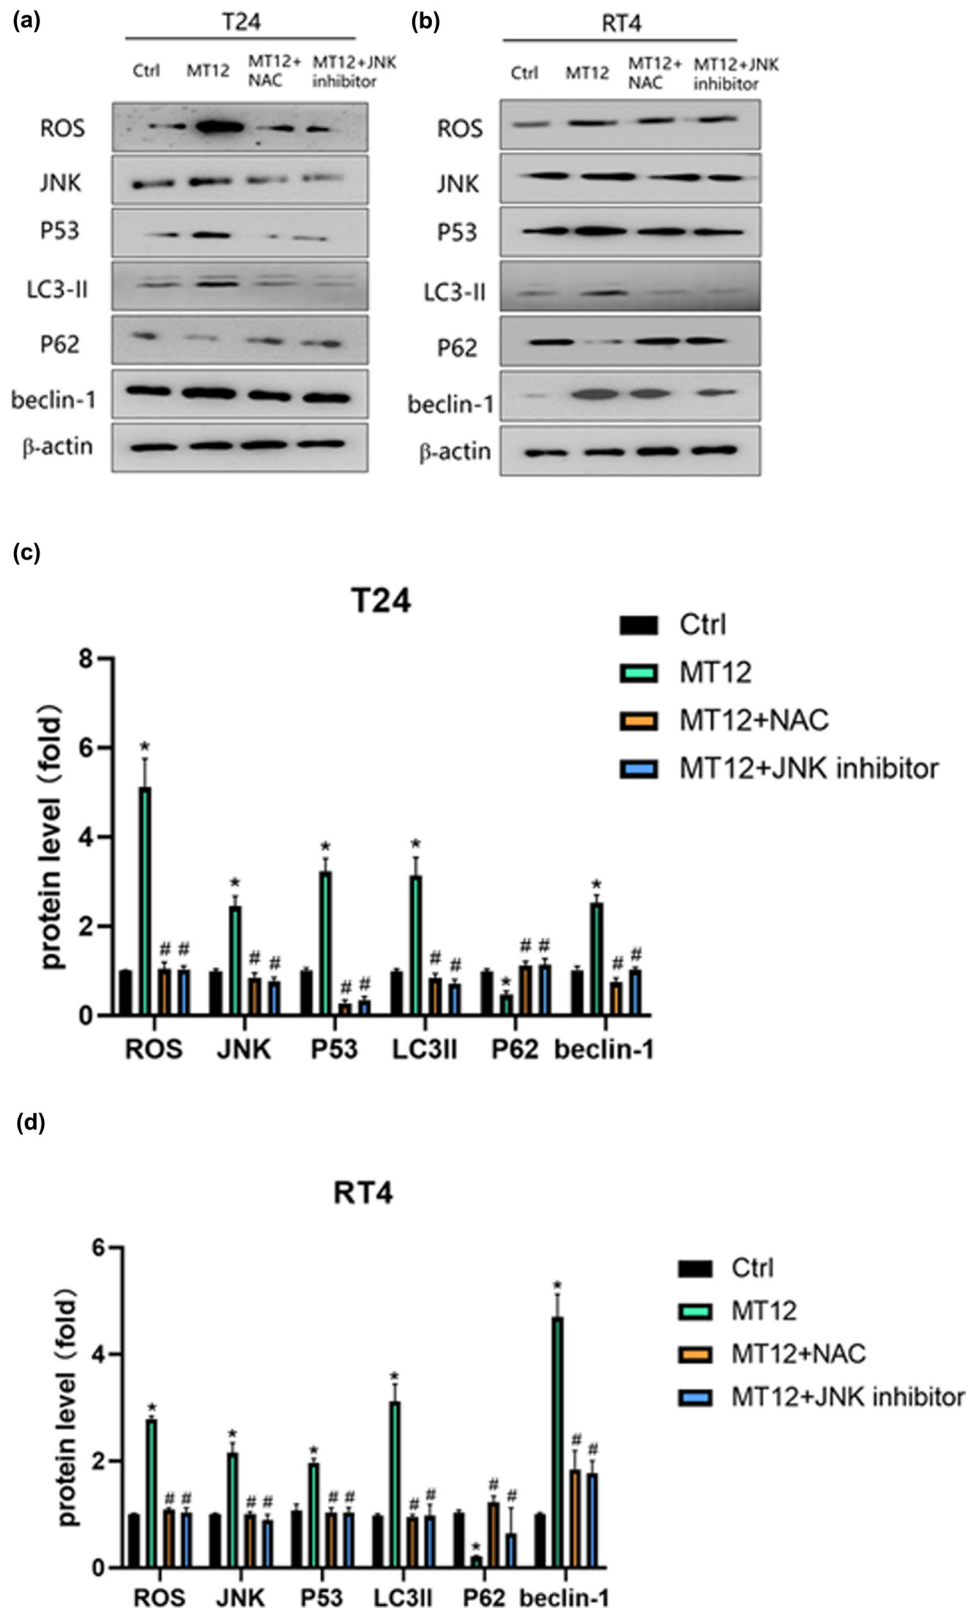 (a)
T24
Ctrl MT12 MT12+ NAC MT12+JNK inhibitor
ROS
JNK
P53
LC3-II
P62
beclin-1
β-actin
(b)
RT4
Ctrl MT12 MT12+ NAC MT12+JNK inhibitor
ROS
JNK
P53
LC3-II
P62
beclin-1
β-actin
(c)
T24
protein level (fold)
8
6
4
2
0
* # #
* # #
* # #
* # #
* # #
* # #
ROS JNK P53 LC3II P62 beclin-1
Ctrl
MT12
MT12+NAC
MT12+JNK inhibitor
(d)
RT4
protein level (fold)
6
4
2
0
* # #
* # #
* # #
* # #
* # #
* # #
ROS JNK P53 LC3II P62 beclin-1
Ctrl
MT12
MT12+NAC
MT12+JNK inhibitor